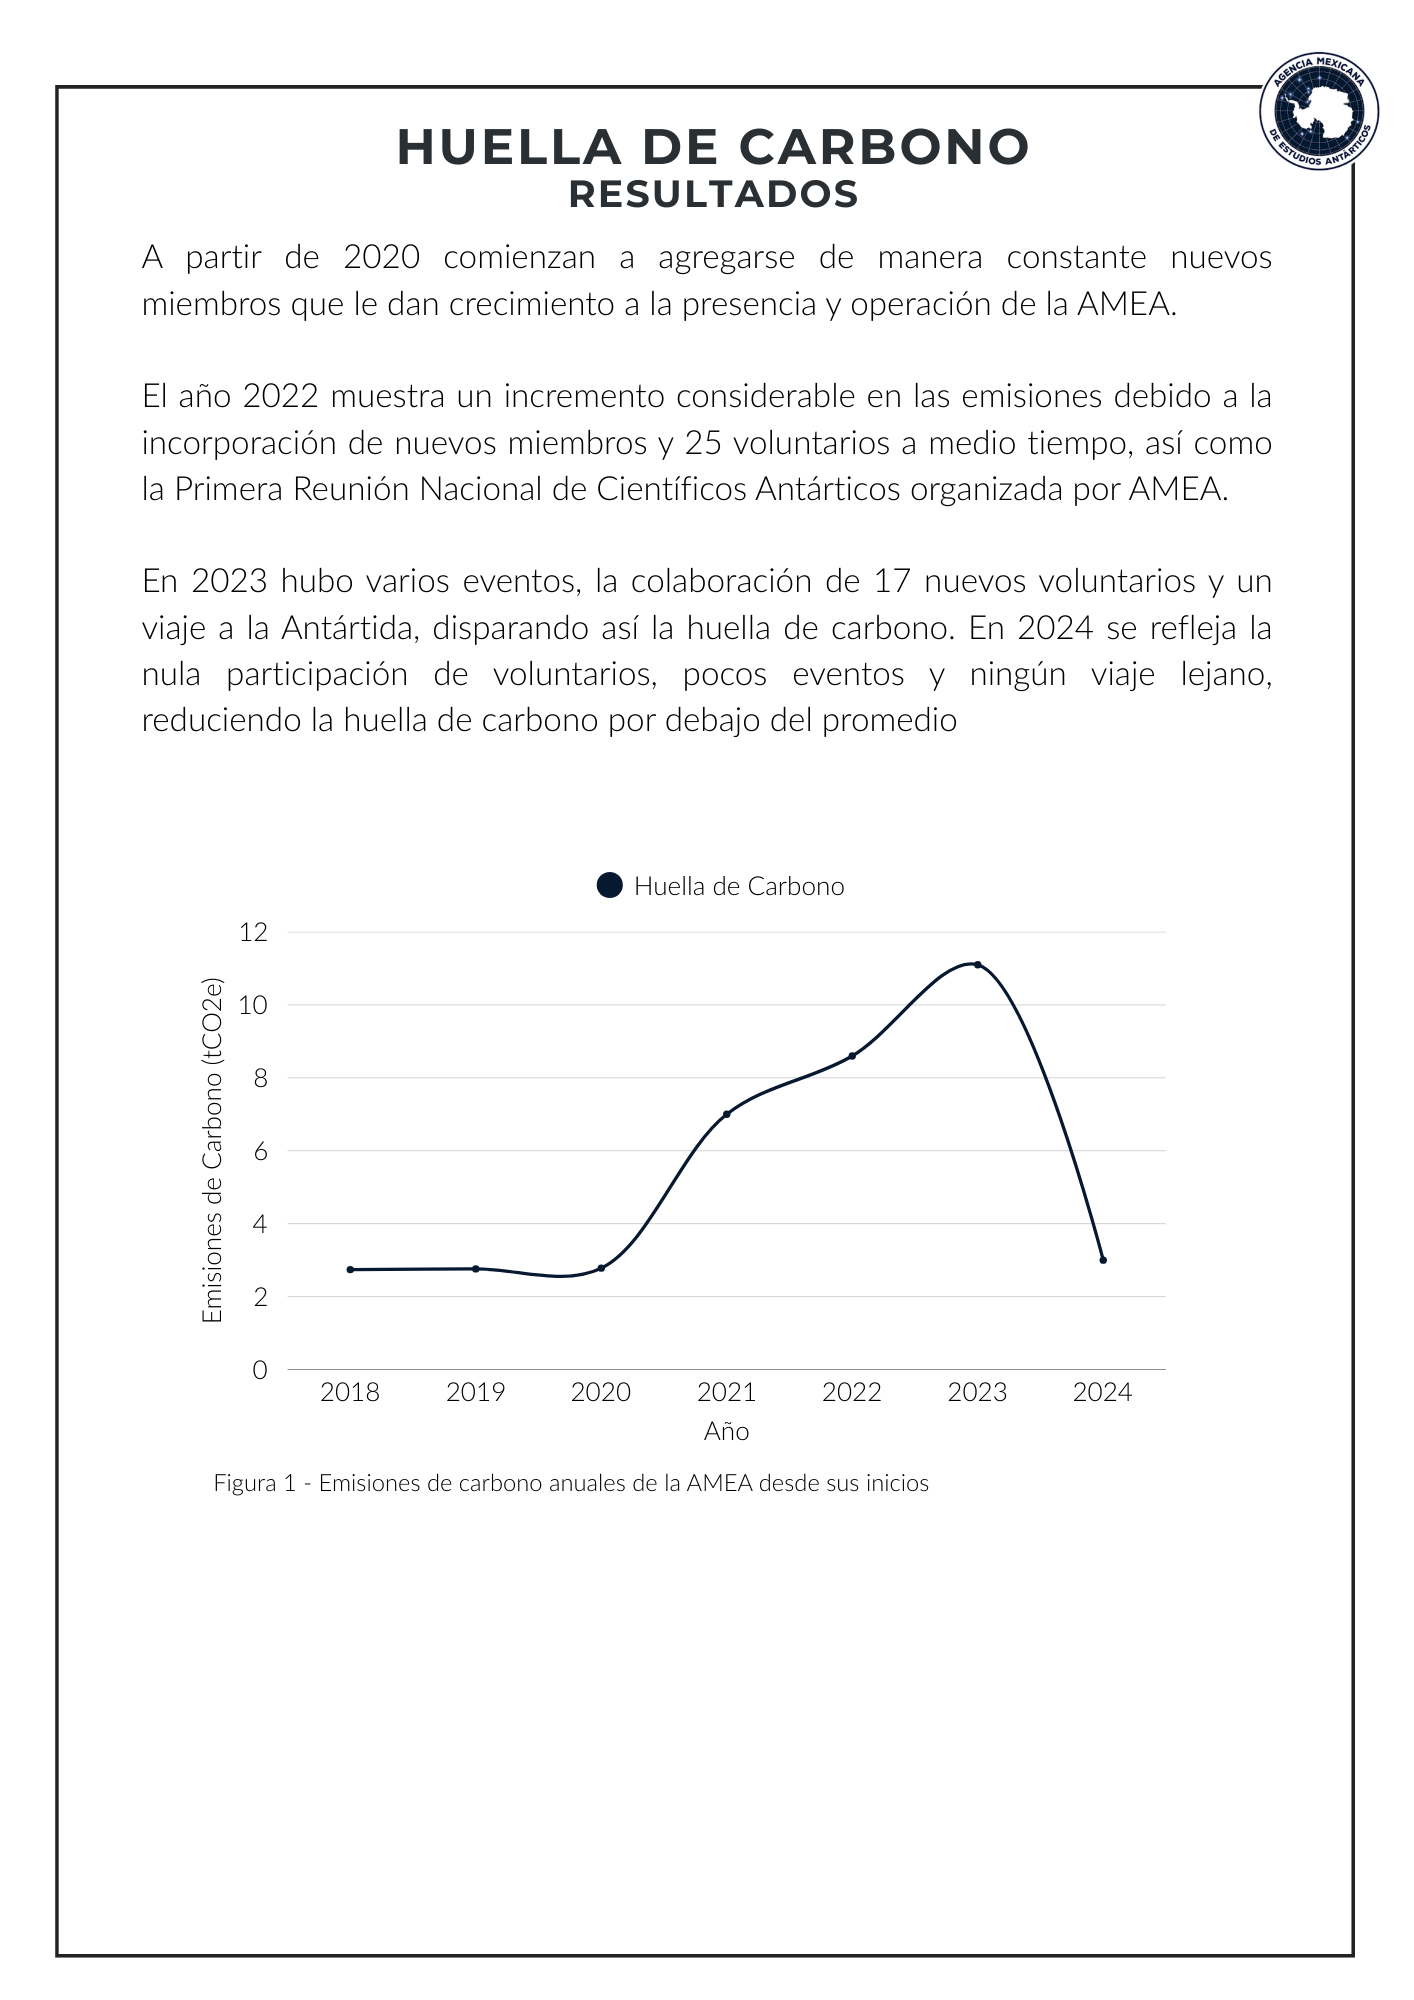 AGENCIA MEXICANA
DE ESTUDIOS ANTÁRTICOS
HUELLA DE CARBONO
RESULTADOS
A partir de 2020 comienzan a agregarse de manera constante nuevos
miembros que le dan crecimiento a la presencia y operación de la AMEA.
El año 2022 muestra un incremento considerable en las emisiones debido a la
incorporación de nuevos miembros y 25 voluntarios a medio tiempo, así como
la Primera Reunión Nacional de Científicos Antárticos organizada por AMEA.
En 2023 hubo varios eventos, la colaboración de 17 nuevos voluntarios y un
viaje a la Antártida, disparando así la huella de carbono. En 2024 se refleja la
nula participación de voluntarios, pocos eventos y ningún viaje lejano,
reduciendo la huella de carbono por debajo del promedio
Huella de Carbono
Emisiones de Carbono (tCO2e)
12
10
8
6
4
2
0
2018 2019 2020 2021 2022 2023 2024
Año
Figura 1 - Emisiones de carbono anuales de la AMEA desde sus inicios